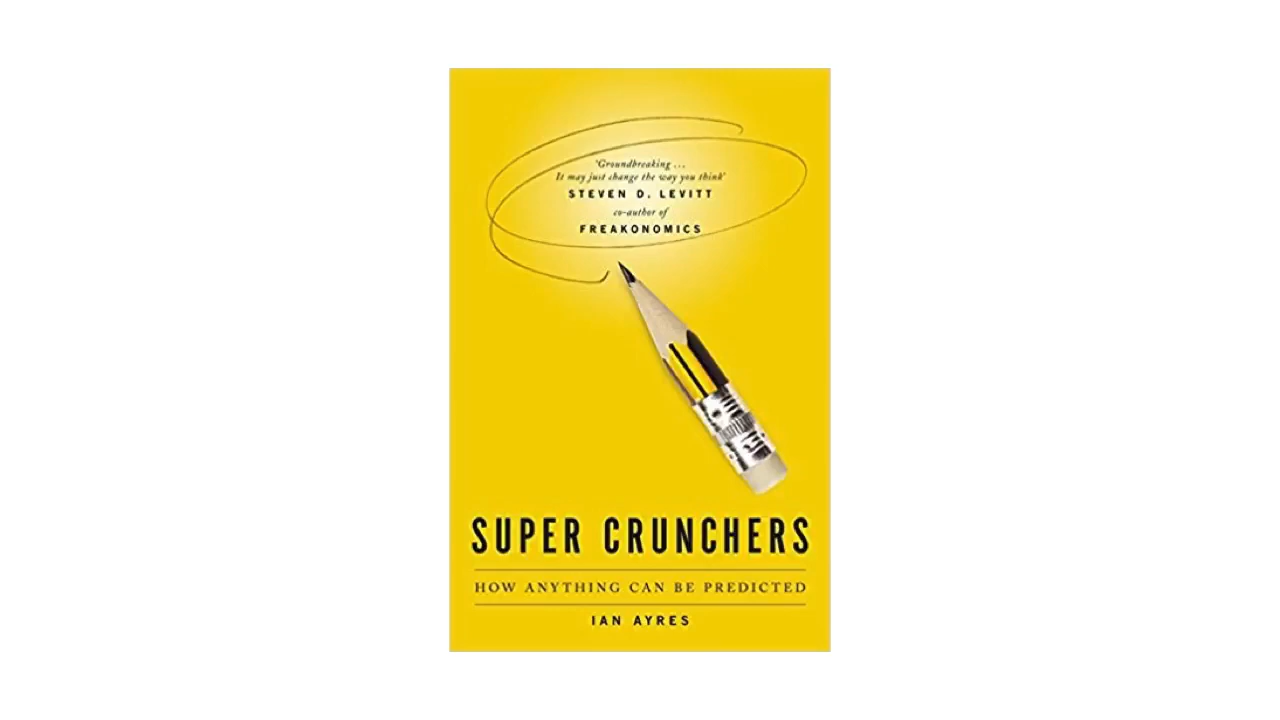 ‘Groundbreaking ...
It may just change the way you think’
STEVEN D. LEVITT
co-author of
FREAKONOMICS
SUPER CRUNCHERS
HOW ANYTHING CAN BE PREDICTED
IAN AYRES